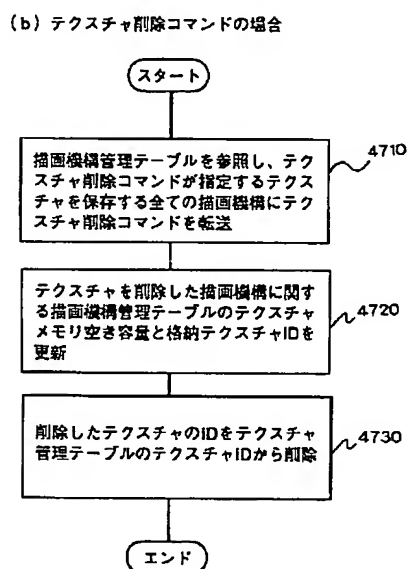 (b) テクスチャ削除コマンドの場合
スタート
描画機構管理テーブルを参照し、テク
スチャ削除コマンドが指定するテクス
チャを保存する全ての描画機構にテク
スチャ削除コマンドを転送
4710
テクスチャを削除した描画機構に関す
る描画機構管理テーブルのテクスチャ
メモリ空き容量と格納テクスチャIDを
更新
4720
削除したテクスチャのIDをテクスチャ
管理テーブルのテクスチャIDから削除
4730
エンド